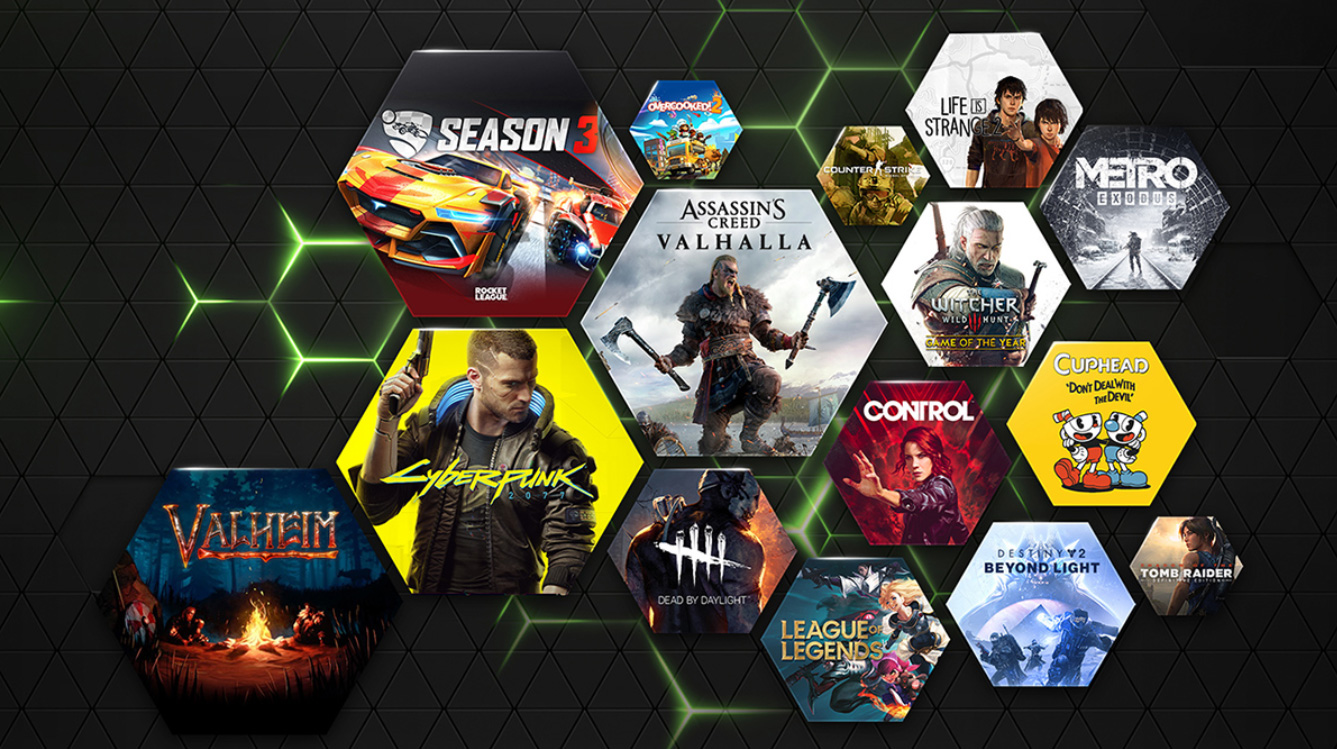 SEASON 3
ROCKET
LEAGUE
OVERCOOKED! 2
COUNTER STRIKE
LIFE IS
STRANGE 2
METRO
EXODUS
ASSASSIN'S
CREED
VALHALLA
THE
WITCHER
WILD HUNT
GAME OF THE YEAR
CYBERPUNK
2077
CONTROL
CUPHEAD
"DON'T DEAL WITH
THE DEVIL"
VALHEIM
DEAD BY DAYLIGHT
LEAGUE OF
LEGENDS
DESTINY 2
BEYOND LIGHT
TOMB RAIDER